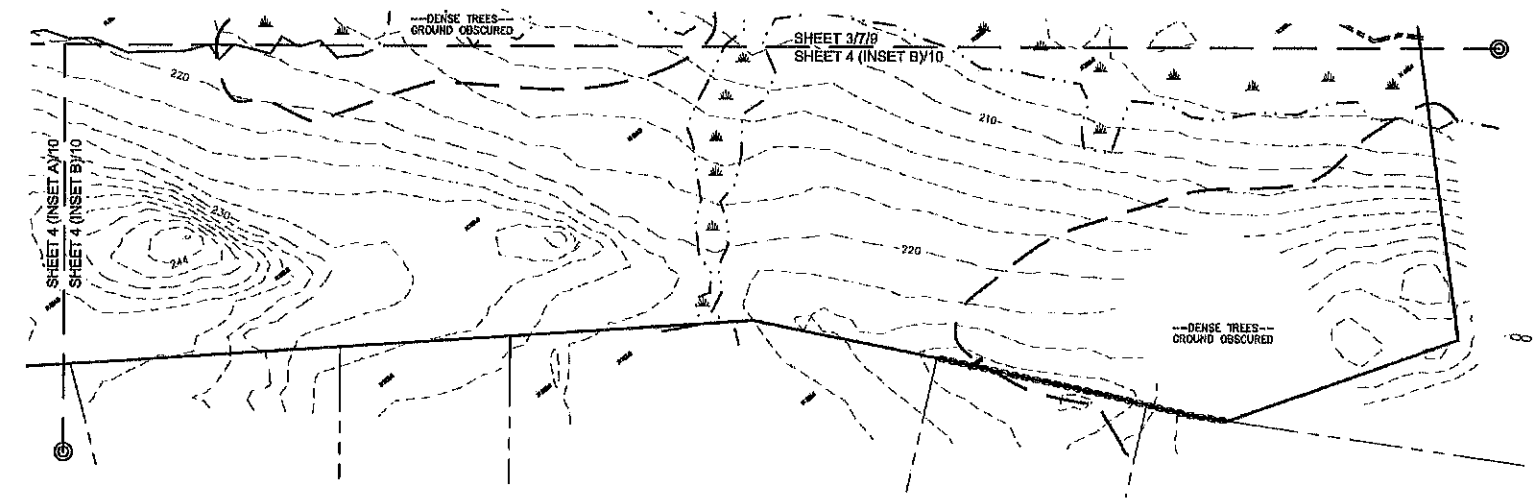 ---DENSE TREES---
GROUND OBSCURED
SHEET 3/7/9
SHEET 4 (INSET B)/10
220
210
SHEET 4 (INSET A)/10
SHEET 4 (INSET B)/10
230
244
220
---DENSE TREES---
GROUND OBSCURED